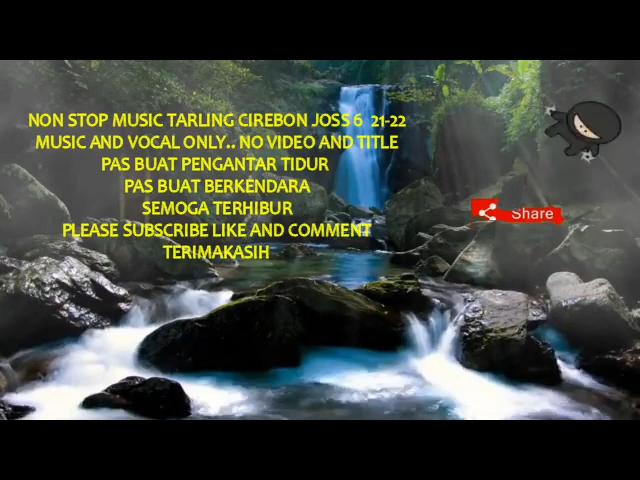 NON STOP MUSIC TARLING CIREBON JOSS 6 21-22
MUSIC AND VOCAL ONLY.. NO VIDEO AND TITLE
PAS BUAT PENGANTAR TIDUR
PAS BUAT BERKENDARA
SEMOGA TERHIBUR
PLEASE SUBSCRIBE LIKE AND COMMENT
TERIMAKASIH
Share